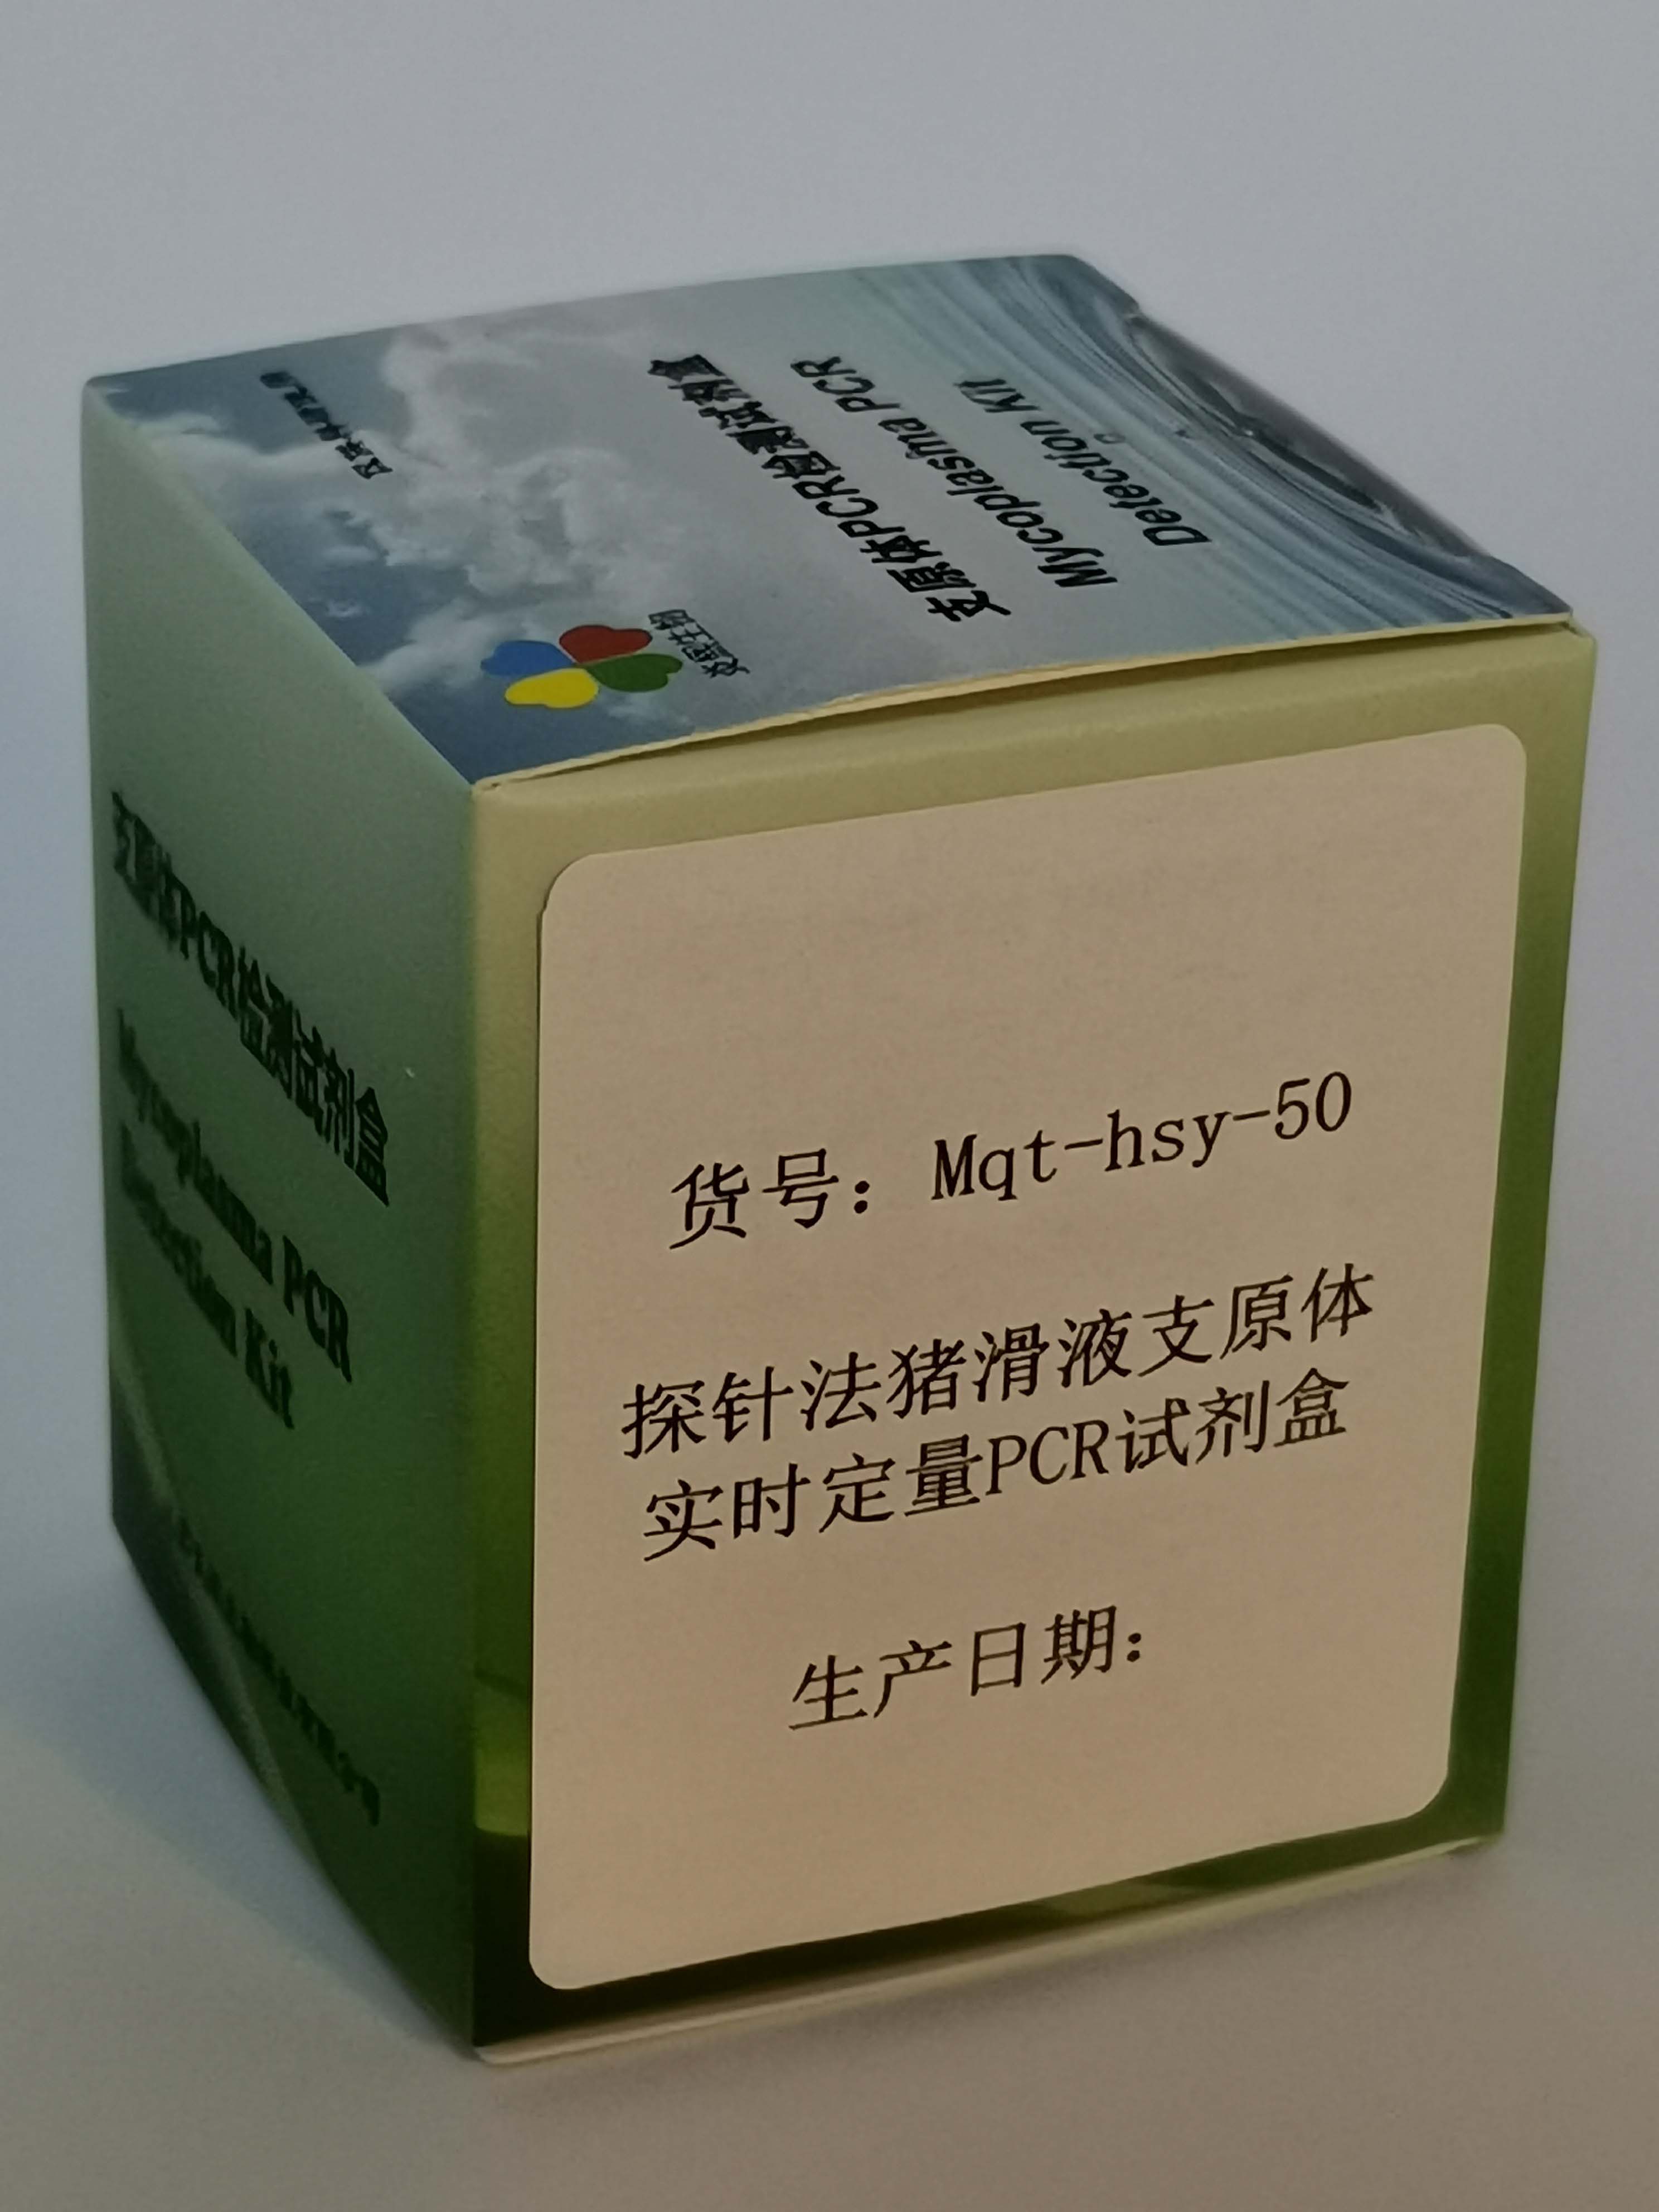 支原体PCR检测试剂盒
Mycoplasma PCR
Detection Kit
生物
支原体PCR检测试剂盒
Mycoplasma PCR
Detection Kit
货号：Mqt-hsy-50
探针法猪滑液支原体
实时定量PCR试剂盒
生产日期：